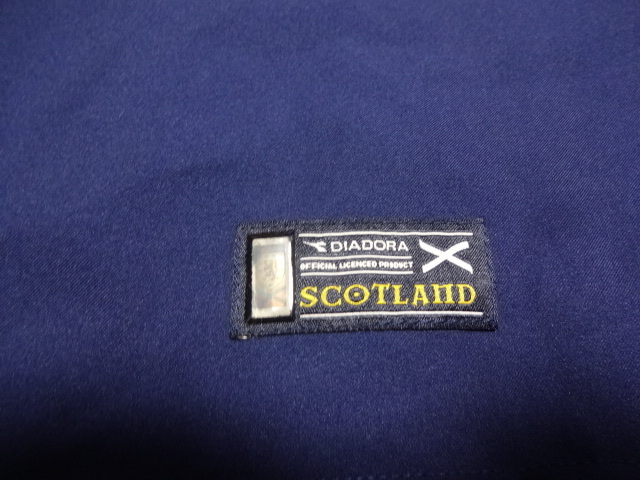 DIADORA
OFFICIAL LICENCED PRODUCT
SCOTLAND